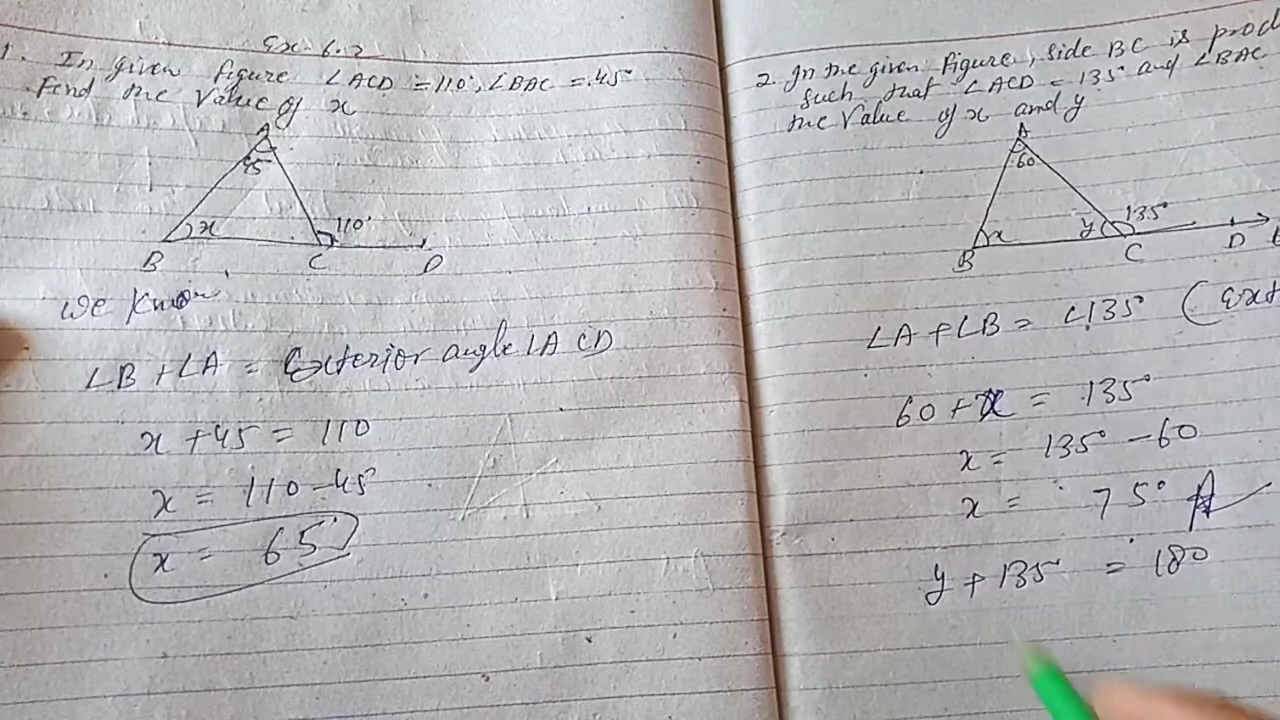 Ex 6.2
1. In given figure ∠ACD = 110°, ∠BAC = 45°
Find the value of x
A
45
x
110°
B
C
D
We know
∠B + ∠A = Exterior angle ∠ACD
x + 45 = 110
x = 110 - 45°
x = 65°
2. In the given figure, side BC is prod
such that ∠ACD = 135° and ∠BAC
the value of x and y
A
60
x
y
135°
B
C
D
∠A + ∠B = ∠135° (Ext
60 + x = 135°
x = 135° - 60
x = 75° A
y + 135° = 180